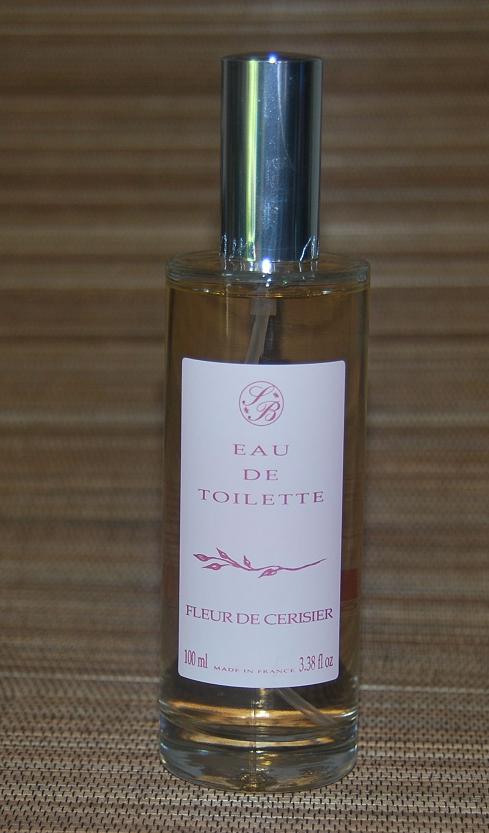 SB
EAU
DE
TOILETTE
FLEUR DE CERISIER
100 ml MADE IN FRANCE 3.38 fl oz